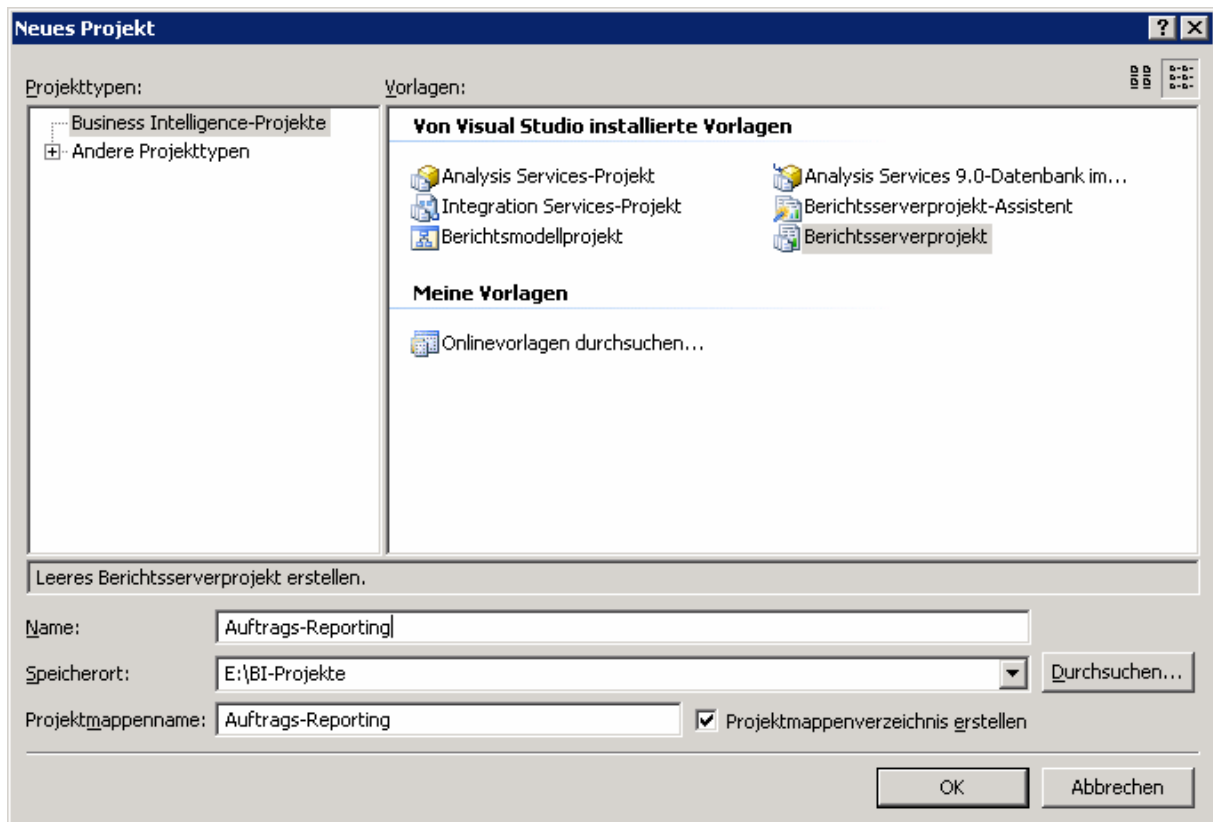 Neues Projekt
Projekttypen:
Vorlagen:
Business Intelligence-Projekte
Andere Projekttypen
Von Visual Studio installierte Vorlagen
Analysis Services-Projekt
Analysis Services 9.0-Datenbank im...
Integration Services-Projekt
Berichtsserverprojekt-Assistent
Berichtsmodellprojekt
Berichtsserverprojekt
Meine Vorlagen
Onlinevorlagen durchsuchen...
Leeres Berichtsserverprojekt erstellen.
Name:
Auftrags-Reporting
Speicherort:
E:\BI-Projekte
Durchsuchen...
Projektmappenname:
Auftrags-Reporting
Projektmappenverzeichnis erstellen
OK
Abbrechen